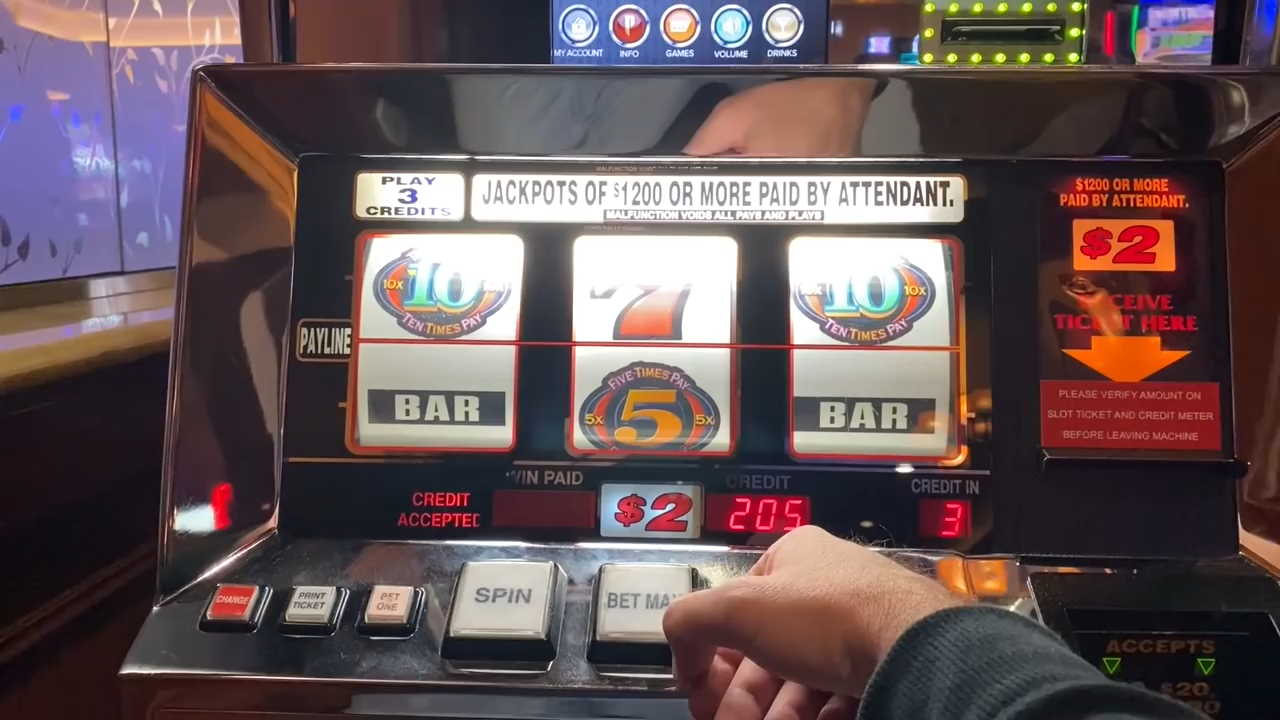 MY ACCOUNT
INFO
GAMES
VOLUME
DRINKS
PLAY
3
CREDITS
JACKPOTS OF $1200 OR MORE PAID BY ATTENDANT.
MALFUNCTION VOIDS ALL PAYS AND PLAYS
$1200 OR MORE
PAID BY ATTENDANT.
$2
TICKET HERE
PLEASE VERIFY AMOUNT ON
SLOT TICKET AND CREDIT METER
BEFORE LEAVING MACHINE
10x 10
TEN TIMES PAY
7
10 10x
TEN TIMES PAY
PAYLINE
BAR
FIVE TIMES PAY
5x 5 5x
BAR
WIN PAID
CREDIT
CREDIT IN
CREDIT
ACCEPTED
$2
205
3
CHANGE
PRINT
TICKET
BET
ONE
SPIN
BET MAX
ACCEPTS
$20